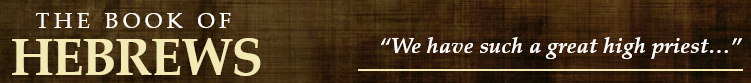 THE BOOK OF
HEBREWS
“We have such a great high priest…”